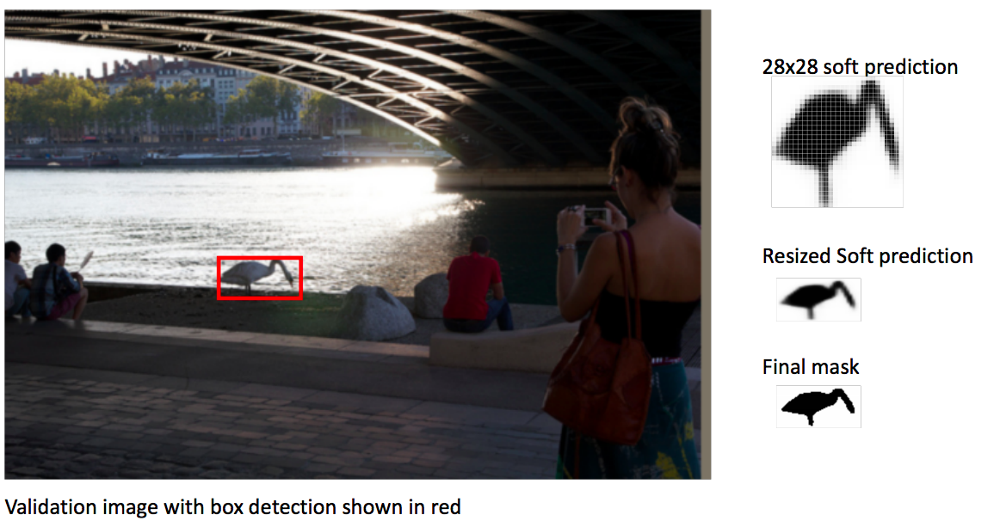 28x28 soft prediction
Resized Soft prediction
Final mask
Validation image with box detection shown in red